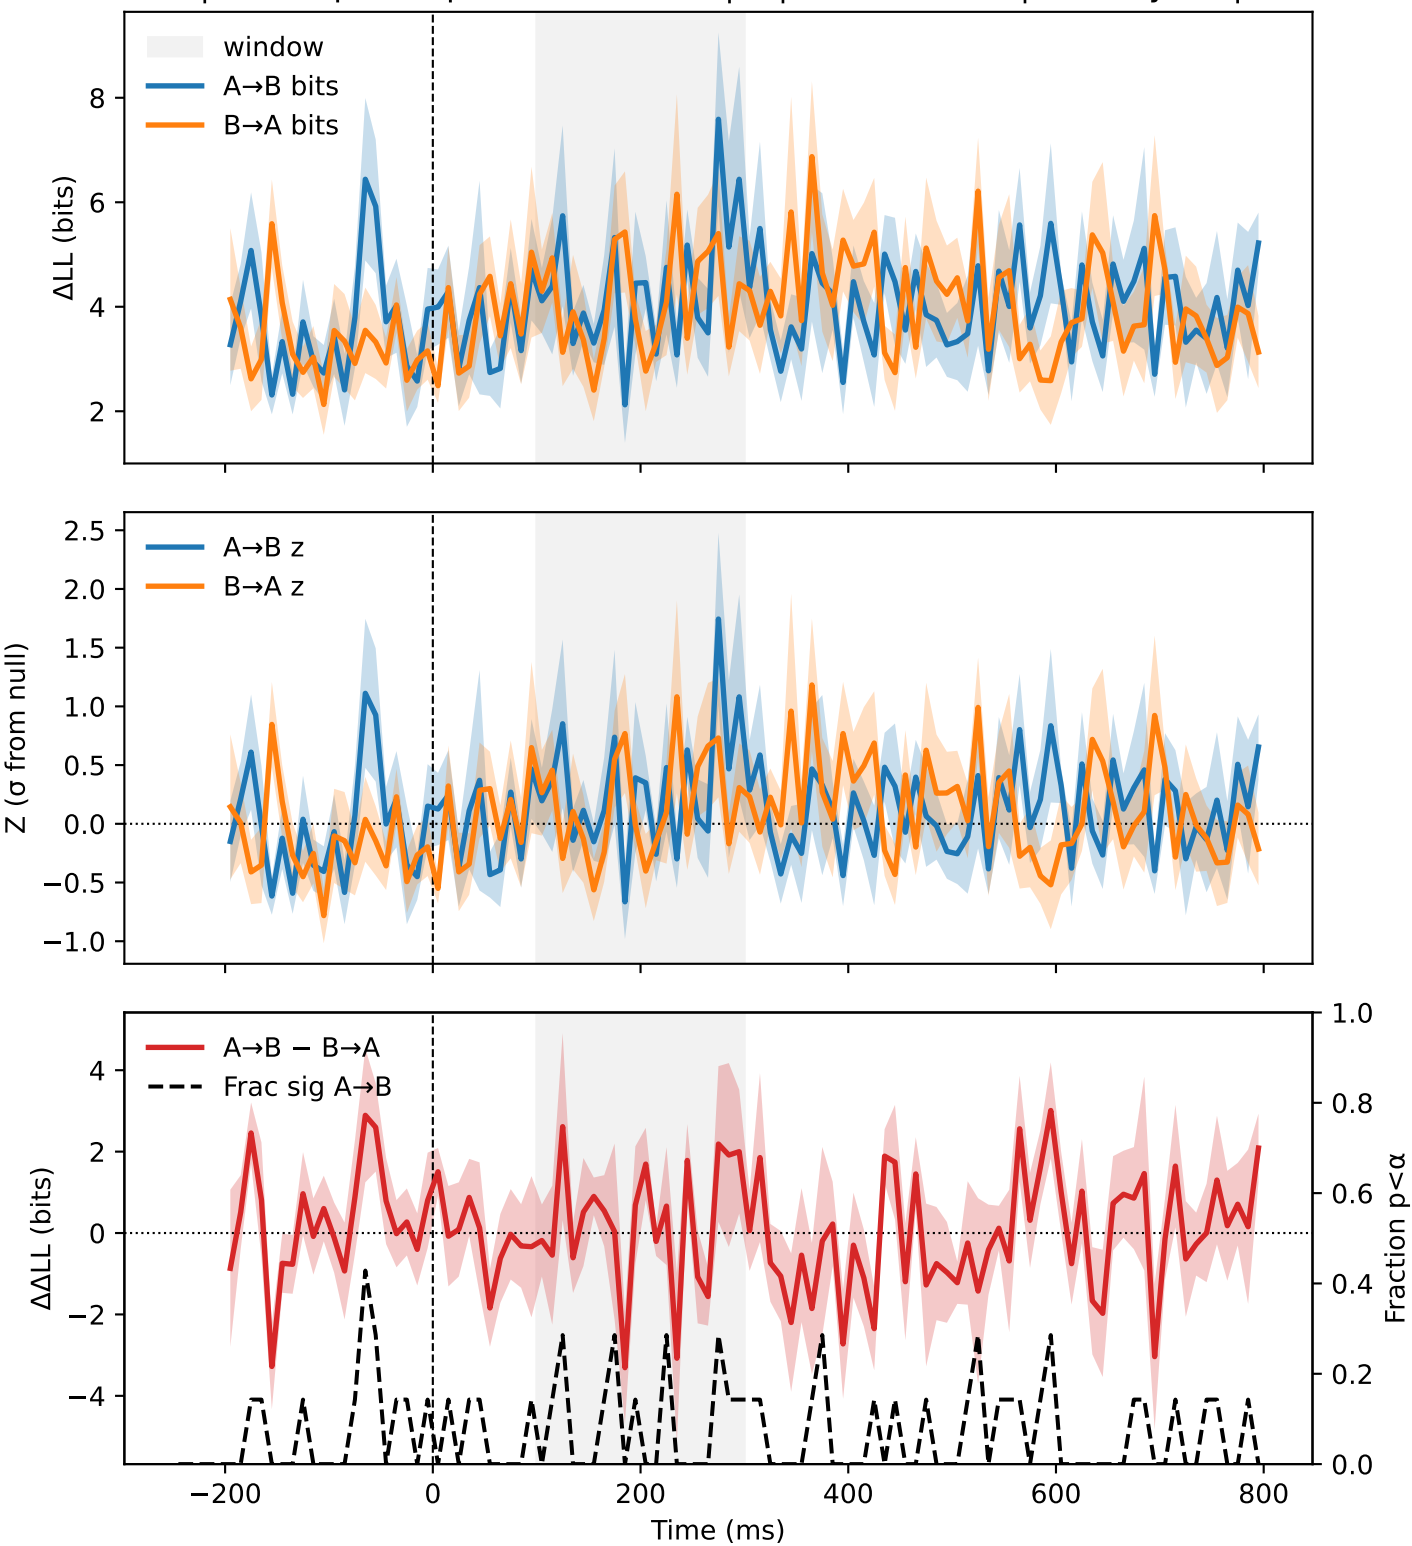 window
A→B bits
B→A bits
ΔLL (bits)
8
6
4
2
A→B z
B→A z
Z (σ from null)
2.5
2.0
1.5
1.0
0.5
0.0
−0.5
−1.0
A→B − B→A
Frac sig A→B
ΔΔLL (bits)
4
2
0
−2
−4
1.0
0.8
0.6
0.4
0.2
0.0
Fraction p<α
−200
0
200
400
600
800
Time (ms)